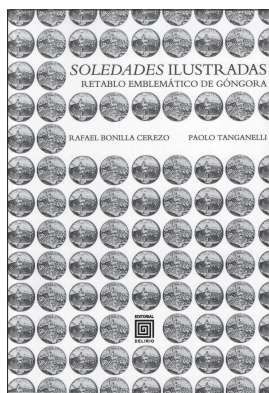 SOLEDADES ILUSTRADAS
RETABLO EMBLEMÁTICO DE GÓNGORA
RAFAEL BONILLA CEREZO PAOLO TANGANELLI
EDITORIAL
DELIRIO